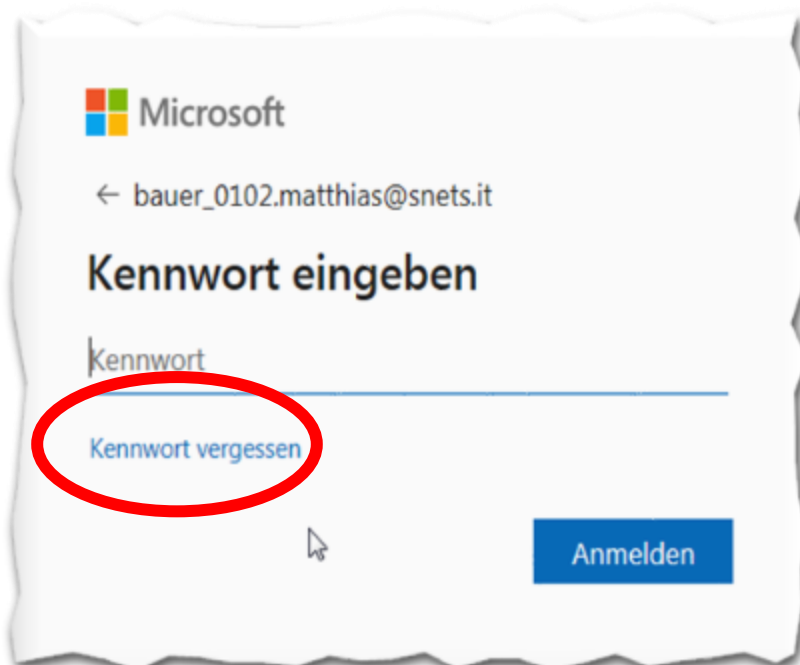 Microsoft
← bauer_0102.matthias@snets.it
Kennwort eingeben
Kennwort
Kennwort vergessen
Anmelden